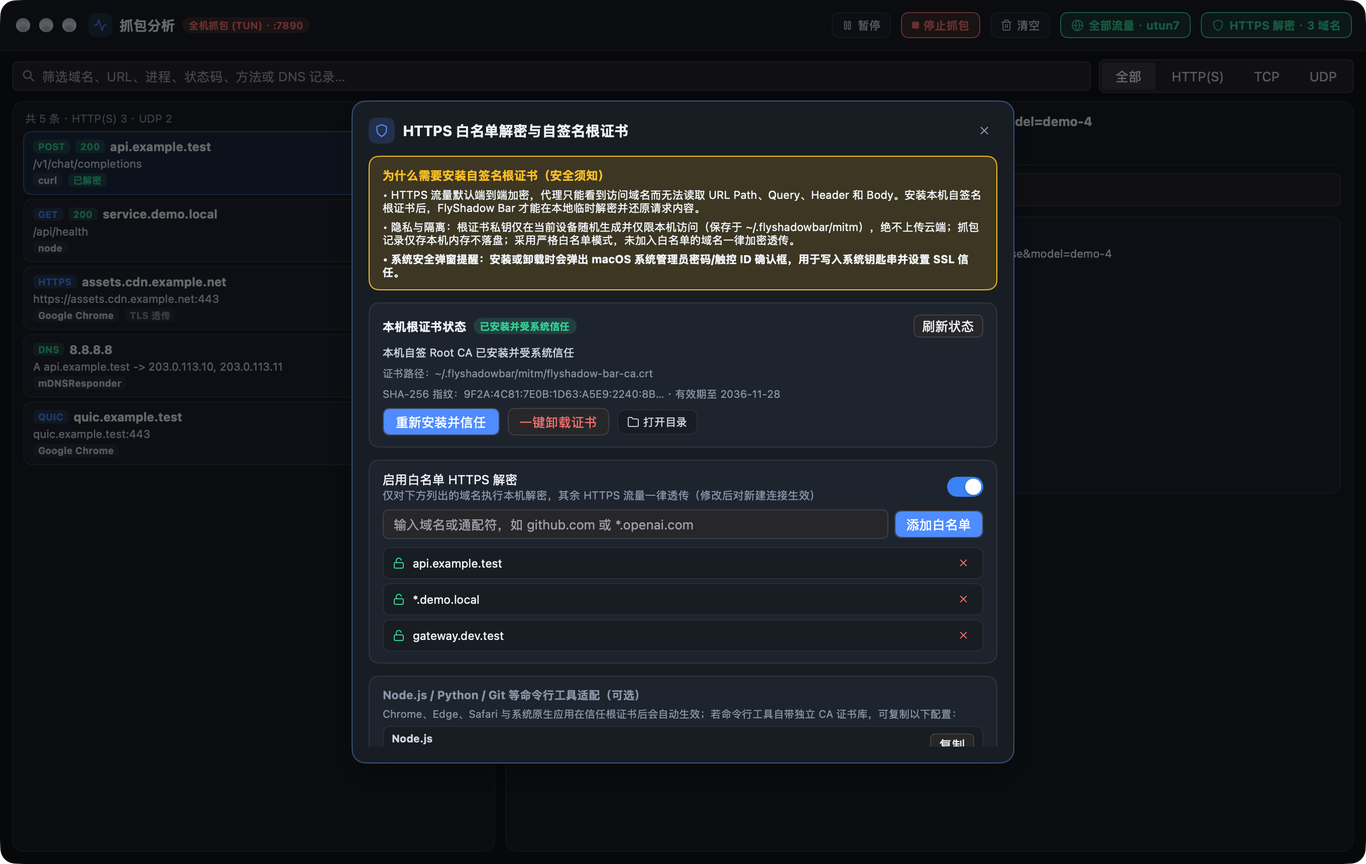 抓包分析
全机抓包 (TUN) · :7890
暂停
停止抓包
清空
全部流量 · utun7
HTTPS 解密 · 3 域名
筛选域名、URL、进程、状态码、方法或 DNS 记录...
全部
HTTP(S)
TCP
UDP
共 5 条 · HTTP(S) 3 · UDP 2
POST 200 api.example.test
/v1/chat/completions
curl 已解密
GET 200 service.demo.local
/api/health
node
HTTPS assets.cdn.example.net
https://assets.cdn.example.net:443
Google Chrome TLS 透传
DNS 8.8.8.8
A api.example.test -> 203.0.113.10, 203.0.113.11
mDNSResponder
QUIC quic.example.test
quic.example.test:443
Google Chrome
del=demo-4
se&model=demo-4
HTTPS 白名单解密与自签名根证书
为什么需要安装自签名根证书（安全须知）
• HTTPS 流量默认端到端加密，代理只能看到访问域名而无法读取 URL Path、Query、Header 和 Body。安装本机自签名
根证书后，FlyShadow Bar 才能在本地临时解密并还原请求内容。
• 隐私与隔离：根证书私钥仅在当前设备随机生成并仅限本机访问（保存于 ~/.flyshadowbar/mitm），绝不上传云端；抓包
记录仅存本机内存不落盘；采用严格白名单模式，未加入白名单的域名一律加密透传。
• 系统安全弹窗提醒：安装或卸载时会弹出 macOS 系统管理员密码/触控 ID 确认框，用于写入系统钥匙串并设置 SSL 信
任。
本机根证书状态 已安装并受系统信任
刷新状态
本机自签 Root CA 已安装并受系统信任
证书路径：~/.flyshadowbar/mitm/flyshadow-bar-ca.crt
SHA-256 指纹：9F2A:4C81:7E0B:1D63:A5E9:2240:8B... · 有效期至 2036-11-28
重新安装并信任
一键卸载证书
打开目录
启用白名单 HTTPS 解密
仅对下方列出的域名执行本机解密，其余 HTTPS 流量一律透传（修改后对新建连接生效）
输入域名或通配符，如 github.com 或 *.openai.com
添加白名单
api.example.test
*.demo.local
gateway.dev.test
Node.js / Python / Git 等命令行工具适配（可选）
Chrome、Edge、Safari 与系统原生应用在信任根证书后会自动生效；若命令行工具自带独立 CA 证书库，可复制以下配置：
Node.js
复制